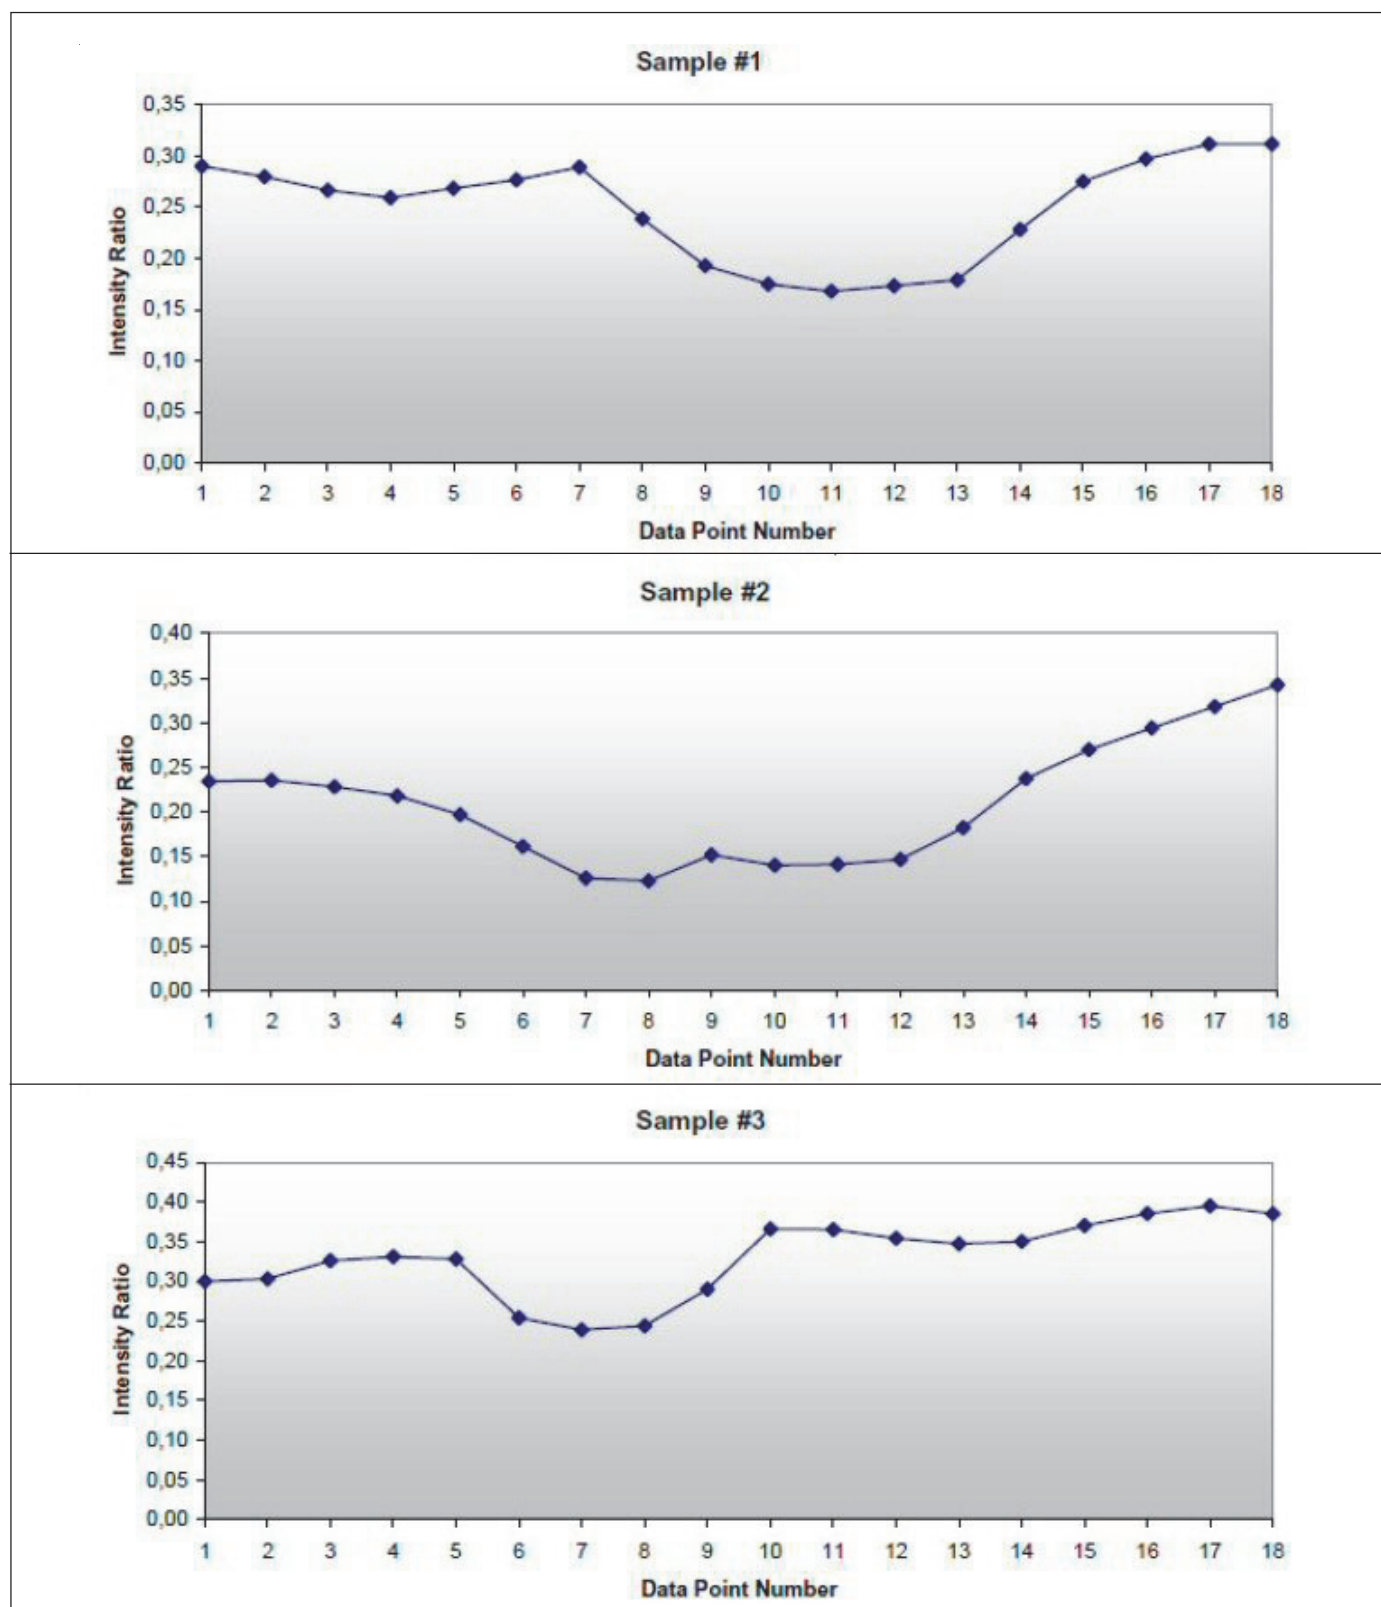 Sample #1
0,35
0,30
0,25
0,20
0,15
0,10
0,05
0,00
Intensity Ratio
1 2 3 4 5 6 7 8 9 10 11 12 13 14 15 16 17 18
Data Point Number
Sample #2
0,40
0,35
0,30
0,25
0,20
0,15
0,10
0,05
0,00
Intensity Ratio
1 2 3 4 5 6 7 8 9 10 11 12 13 14 15 16 17 18
Data Point Number
Sample #3
0,45
0,40
0,35
0,30
0,25
0,20
0,15
0,10
0,05
0,00
Intensity Ratio
1 2 3 4 5 6 7 8 9 10 11 12 13 14 15 16 17 18
Data Point Number